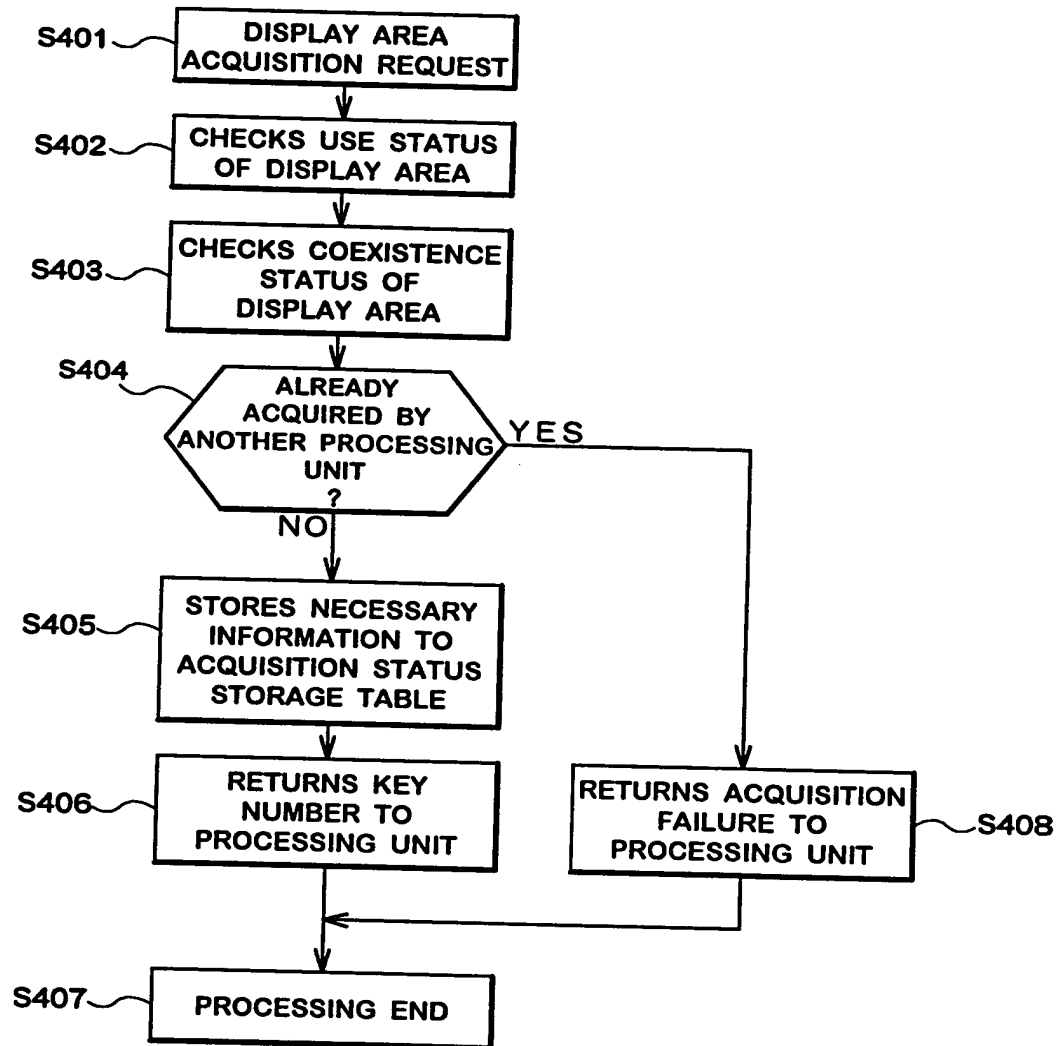 S401
DISPLAY AREA
ACQUISITION REQUEST
S402
CHECKS USE STATUS
OF DISPLAY AREA
S403
CHECKS COEXISTENCE
STATUS OF
DISPLAY AREA
S404
ALREADY
ACQUIRED BY
ANOTHER PROCESSING
UNIT
?
YES
NO
S405
STORES NECESSARY
INFORMATION TO
ACQUISITION STATUS
STORAGE TABLE
S406
RETURNS KEY
NUMBER TO
PROCESSING UNIT
RETURNS ACQUISITION
FAILURE TO
PROCESSING UNIT
S408
S407
PROCESSING END